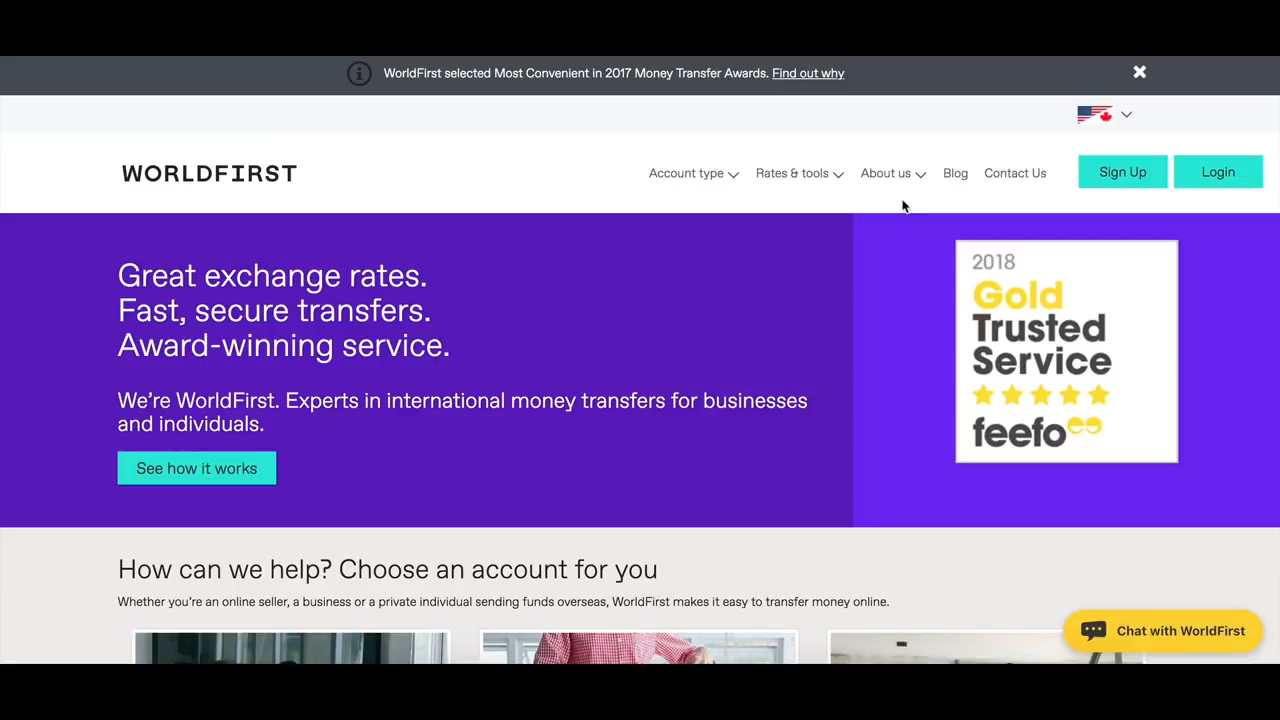 WorldFirst selected Most Convenient in 2017 Money Transfer Awards. Find out why
WORLDFIRST
Account type
Rates & tools
About us
Blog
Contact Us
Sign Up
Login
Great exchange rates.
Fast, secure transfers.
Award-winning service.
We’re WorldFirst. Experts in international money transfers for businesses
and individuals.
See how it works
2018
Gold
Trusted
Service
feefo
How can we help? Choose an account for you
Whether you’re an online seller, a business or a private individual sending funds overseas, WorldFirst makes it easy to transfer money online.
Chat with WorldFirst